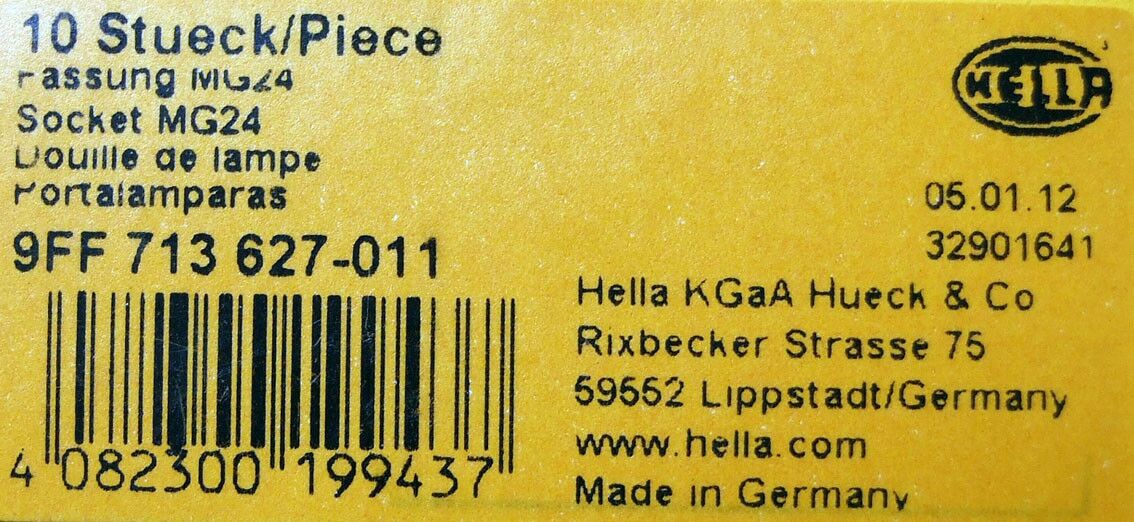 10 Stueck/Piece
Fassung MG24
Socket MG24
Douille de lampe
Portalamparas
9FF 713 627-011
4 082300 199437
HELLA
05.01.12
32901641
Hella KGaA Hueck & Co
Rixbecker Strasse 75
59552 Lippstadt/Germany
www.hella.com
Made in Germany